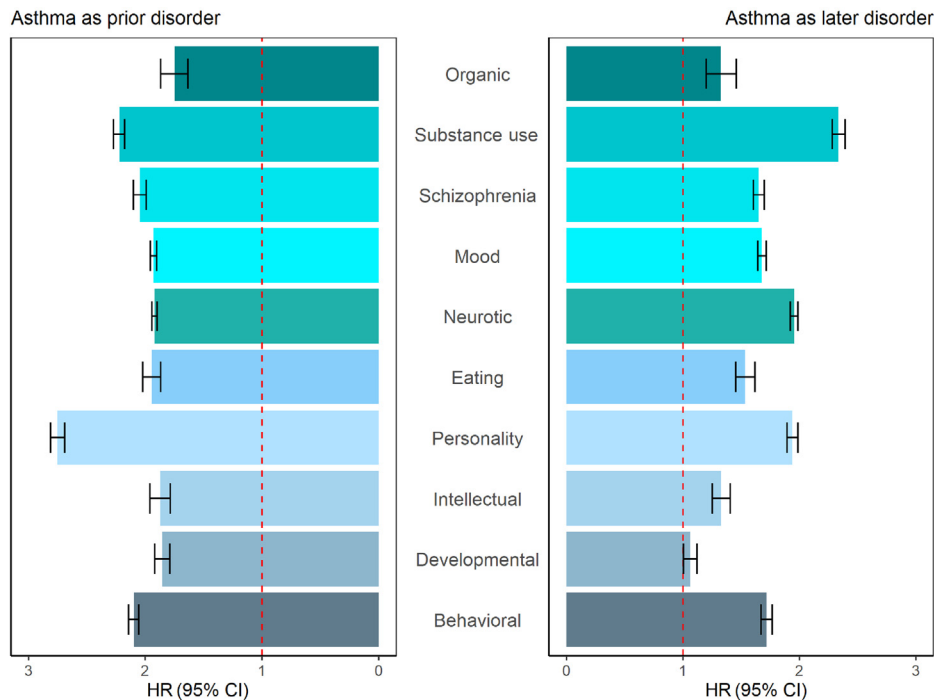 Asthma as prior disorder
Asthma as later disorder
Organic
Substance use
Schizophrenia
Mood
Neurotic
Eating
Personality
Intellectual
Developmental
Behavioral
3 2 1 0
0 1 2 3
HR (95% CI)
HR (95% CI)